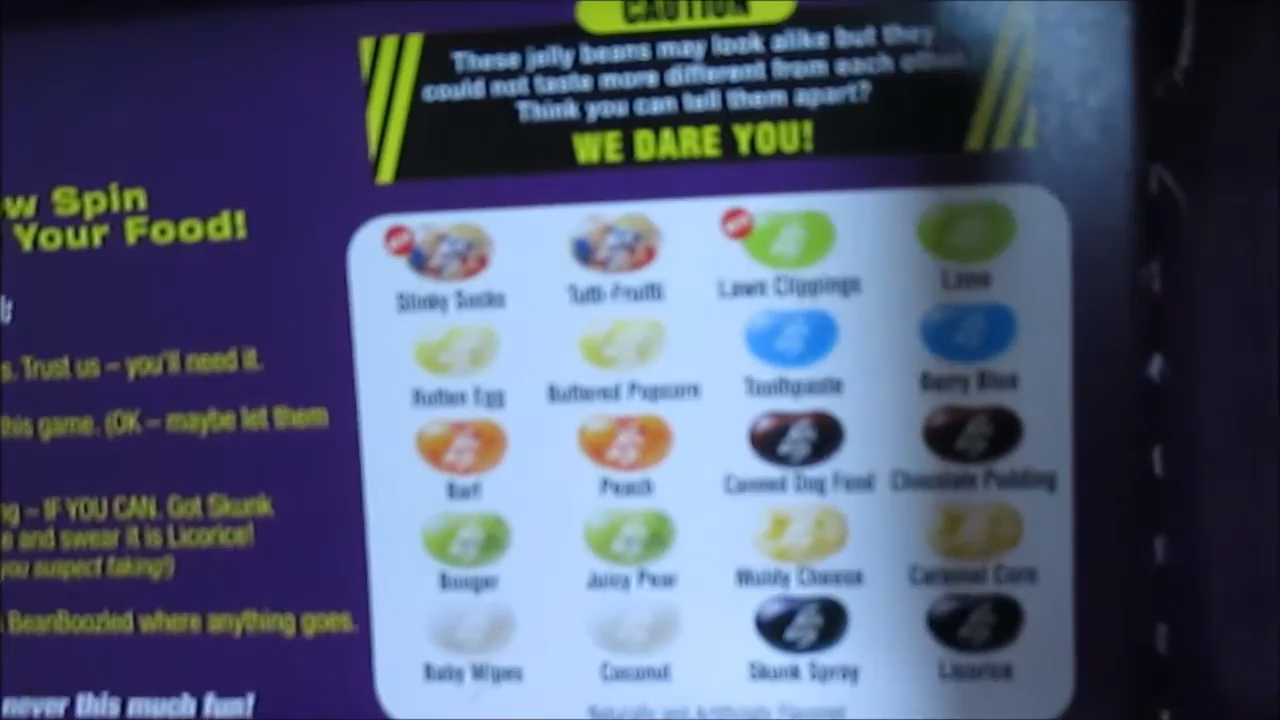 CAUTION
These jelly beans may look alike but they
could not taste more different from each other.
Think you can tell them apart?
WE DARE YOU!
w Spin
Your Food!
Stinky Socks
Tutti-Fruitti
Lawn Clippings
Lime
s. Trust us – you'll need it.
Rotten Egg
Buttered Popcorn
Toothpaste
Berry Blue
this game. (OK – maybe let them
Barf
Peach
Canned Dog Food
Chocolate Pudding
ng – IF YOU CAN. Got Skunk
e and swear it is Licorice!
you suspect faking!)
Booger
Juicy Pear
Moldy Cheese
Caramel Corn
BeanBoozled where anything goes.
Baby Wipes
Coconut
Skunk Spray
Licorice
never this much fun!
Naturally and Artificially Flavored